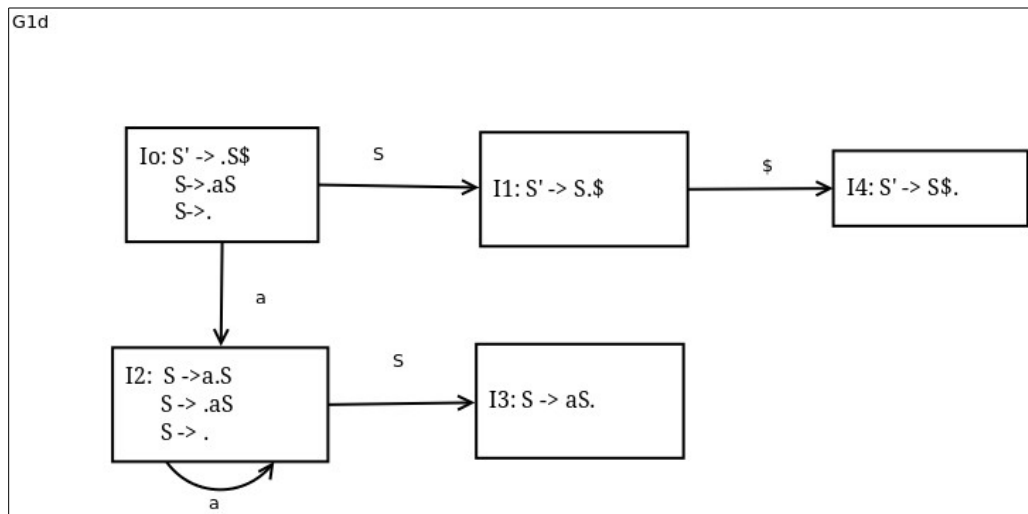 G1d
Io: S' -> .S$
S->.aS
S->.
S
I1: S' -> S.$
$
I4: S' -> S$.
a
I2: S ->a.S
S -> .aS
S -> .
S
I3: S -> aS.
a